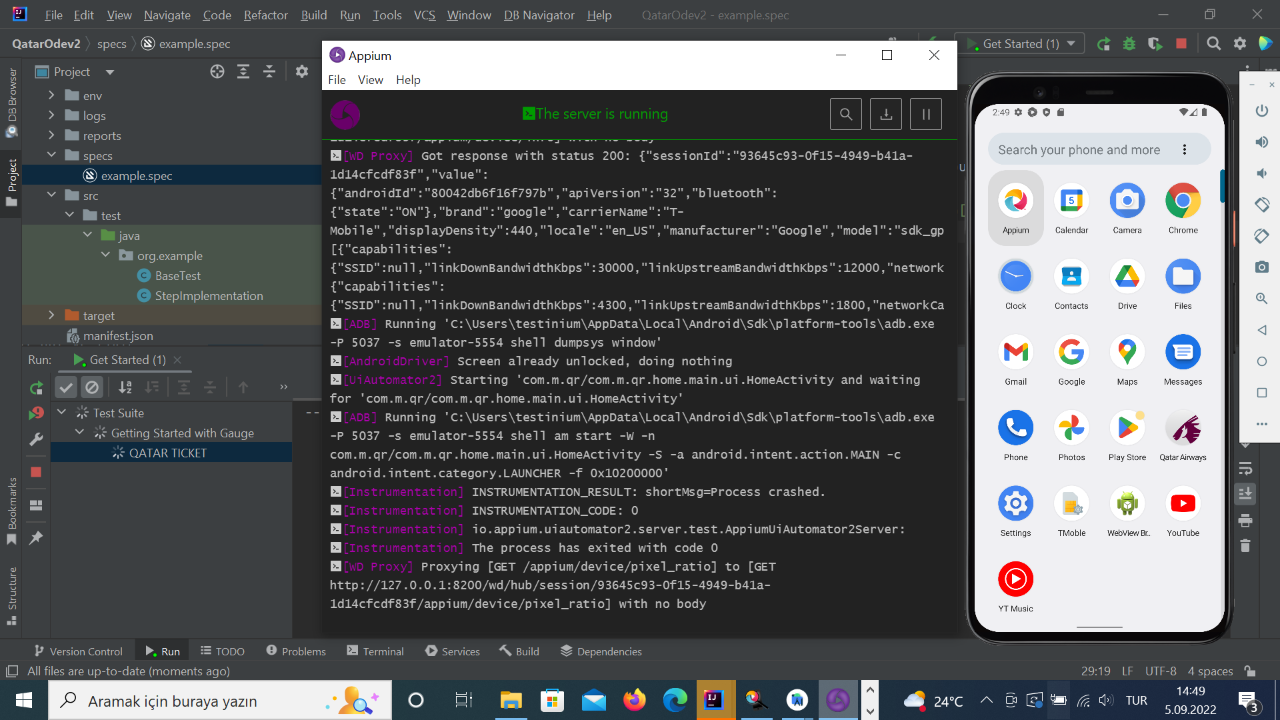 File Edit View Navigate Code Refactor Build Run Tools VCS Window DB Navigator Help QatarOdev2 - example.spec
QatarOdev2 specs example.spec
Get Started (1)
DB Browser
Project
Bookmarks
Structure
Project
env
logs
reports
specs
example.spec
src
test
java
org.example
BaseTest
StepImplementation
target
manifest.json
Run: Get Started (1)
Test Suite
Getting Started with Gauge
QATAR TICKET
--
Appium
File View Help
The server is running
[WD Proxy] Got response with status 200: {"sessionId":"93645c93-0f15-4949-b41a-
1d14cfcdf83f","value":
{"androidId":"80042db6f16f797b","apiVersion":"32","bluetooth":
{"state":"ON"},"brand":"google","carrierName":"T-
Mobile","displayDensity":440,"locale":"en_US","manufacturer":"Google","model":"sdk_gp
[{"capabilities":
{"SSID":null,"linkDownBandwidthKbps":30000,"linkUpstreamBandwidthKbps":12000,"network
{"capabilities":
{"SSID":null,"linkDownBandwidthKbps":4300,"linkUpstreamBandwidthKbps":1800,"networkCa
[ADB] Running 'C:\Users\testinium\AppData\Local\Android\Sdk\platform-tools\adb.exe
-P 5037 -s emulator-5554 shell dumpsys window'
[AndroidDriver] Screen already unlocked, doing nothing
[UiAutomator2] Starting 'com.m.qr/com.m.qr.home.main.ui.HomeActivity and waiting
for 'com.m.qr/com.m.qr.home.main.ui.HomeActivity'
[ADB] Running 'C:\Users\testinium\AppData\Local\Android\Sdk\platform-tools\adb.exe
-P 5037 -s emulator-5554 shell am start -W -n
com.m.qr/com.m.qr.home.main.ui.HomeActivity -S -a android.intent.action.MAIN -c
android.intent.category.LAUNCHER -f 0x10200000'
[Instrumentation] INSTRUMENTATION_RESULT: shortMsg=Process crashed.
[Instrumentation] INSTRUMENTATION_CODE: 0
[Instrumentation] io.appium.uiautomator2.server.test.AppiumUiAutomator2Server:
[Instrumentation] The process has exited with code 0
[WD Proxy] Proxying [GET /appium/device/pixel_ratio] to [GET
http://127.0.0.1:8200/wd/hub/session/93645c93-0f15-4949-b41a-
1d14cfcdf83f/appium/device/pixel_ratio] with no body
2:49
Search your phone and more
Appium Calendar Camera Chrome
Clock Contacts Drive Files
Gmail Google Maps Messages
Phone Photos Play Store Qatar Airways
Settings TMoble WebView Br.. YouTube
YT Music
Version Control Run TODO Problems Terminal Services Build Dependencies
All files are up-to-date (moments ago) 29:19 LF UTF-8 4 spaces
Aramak için buraya yazın
24°C
TUR
14:49
5.09.2022
3